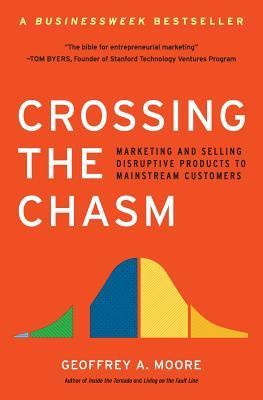 A BUSINESSWEEK BESTSELLER
"The bible for entrepreneurial marketing"
—TOM BYERS, Founder of Stanford Technology Ventures Program
CROSSING
THE
CHASM
MARKETING AND SELLING
DISRUPTIVE PRODUCTS TO
MAINSTREAM CUSTOMERS
GEOFFREY A. MOORE
Author of Inside the Tornado and Living on the Fault Line